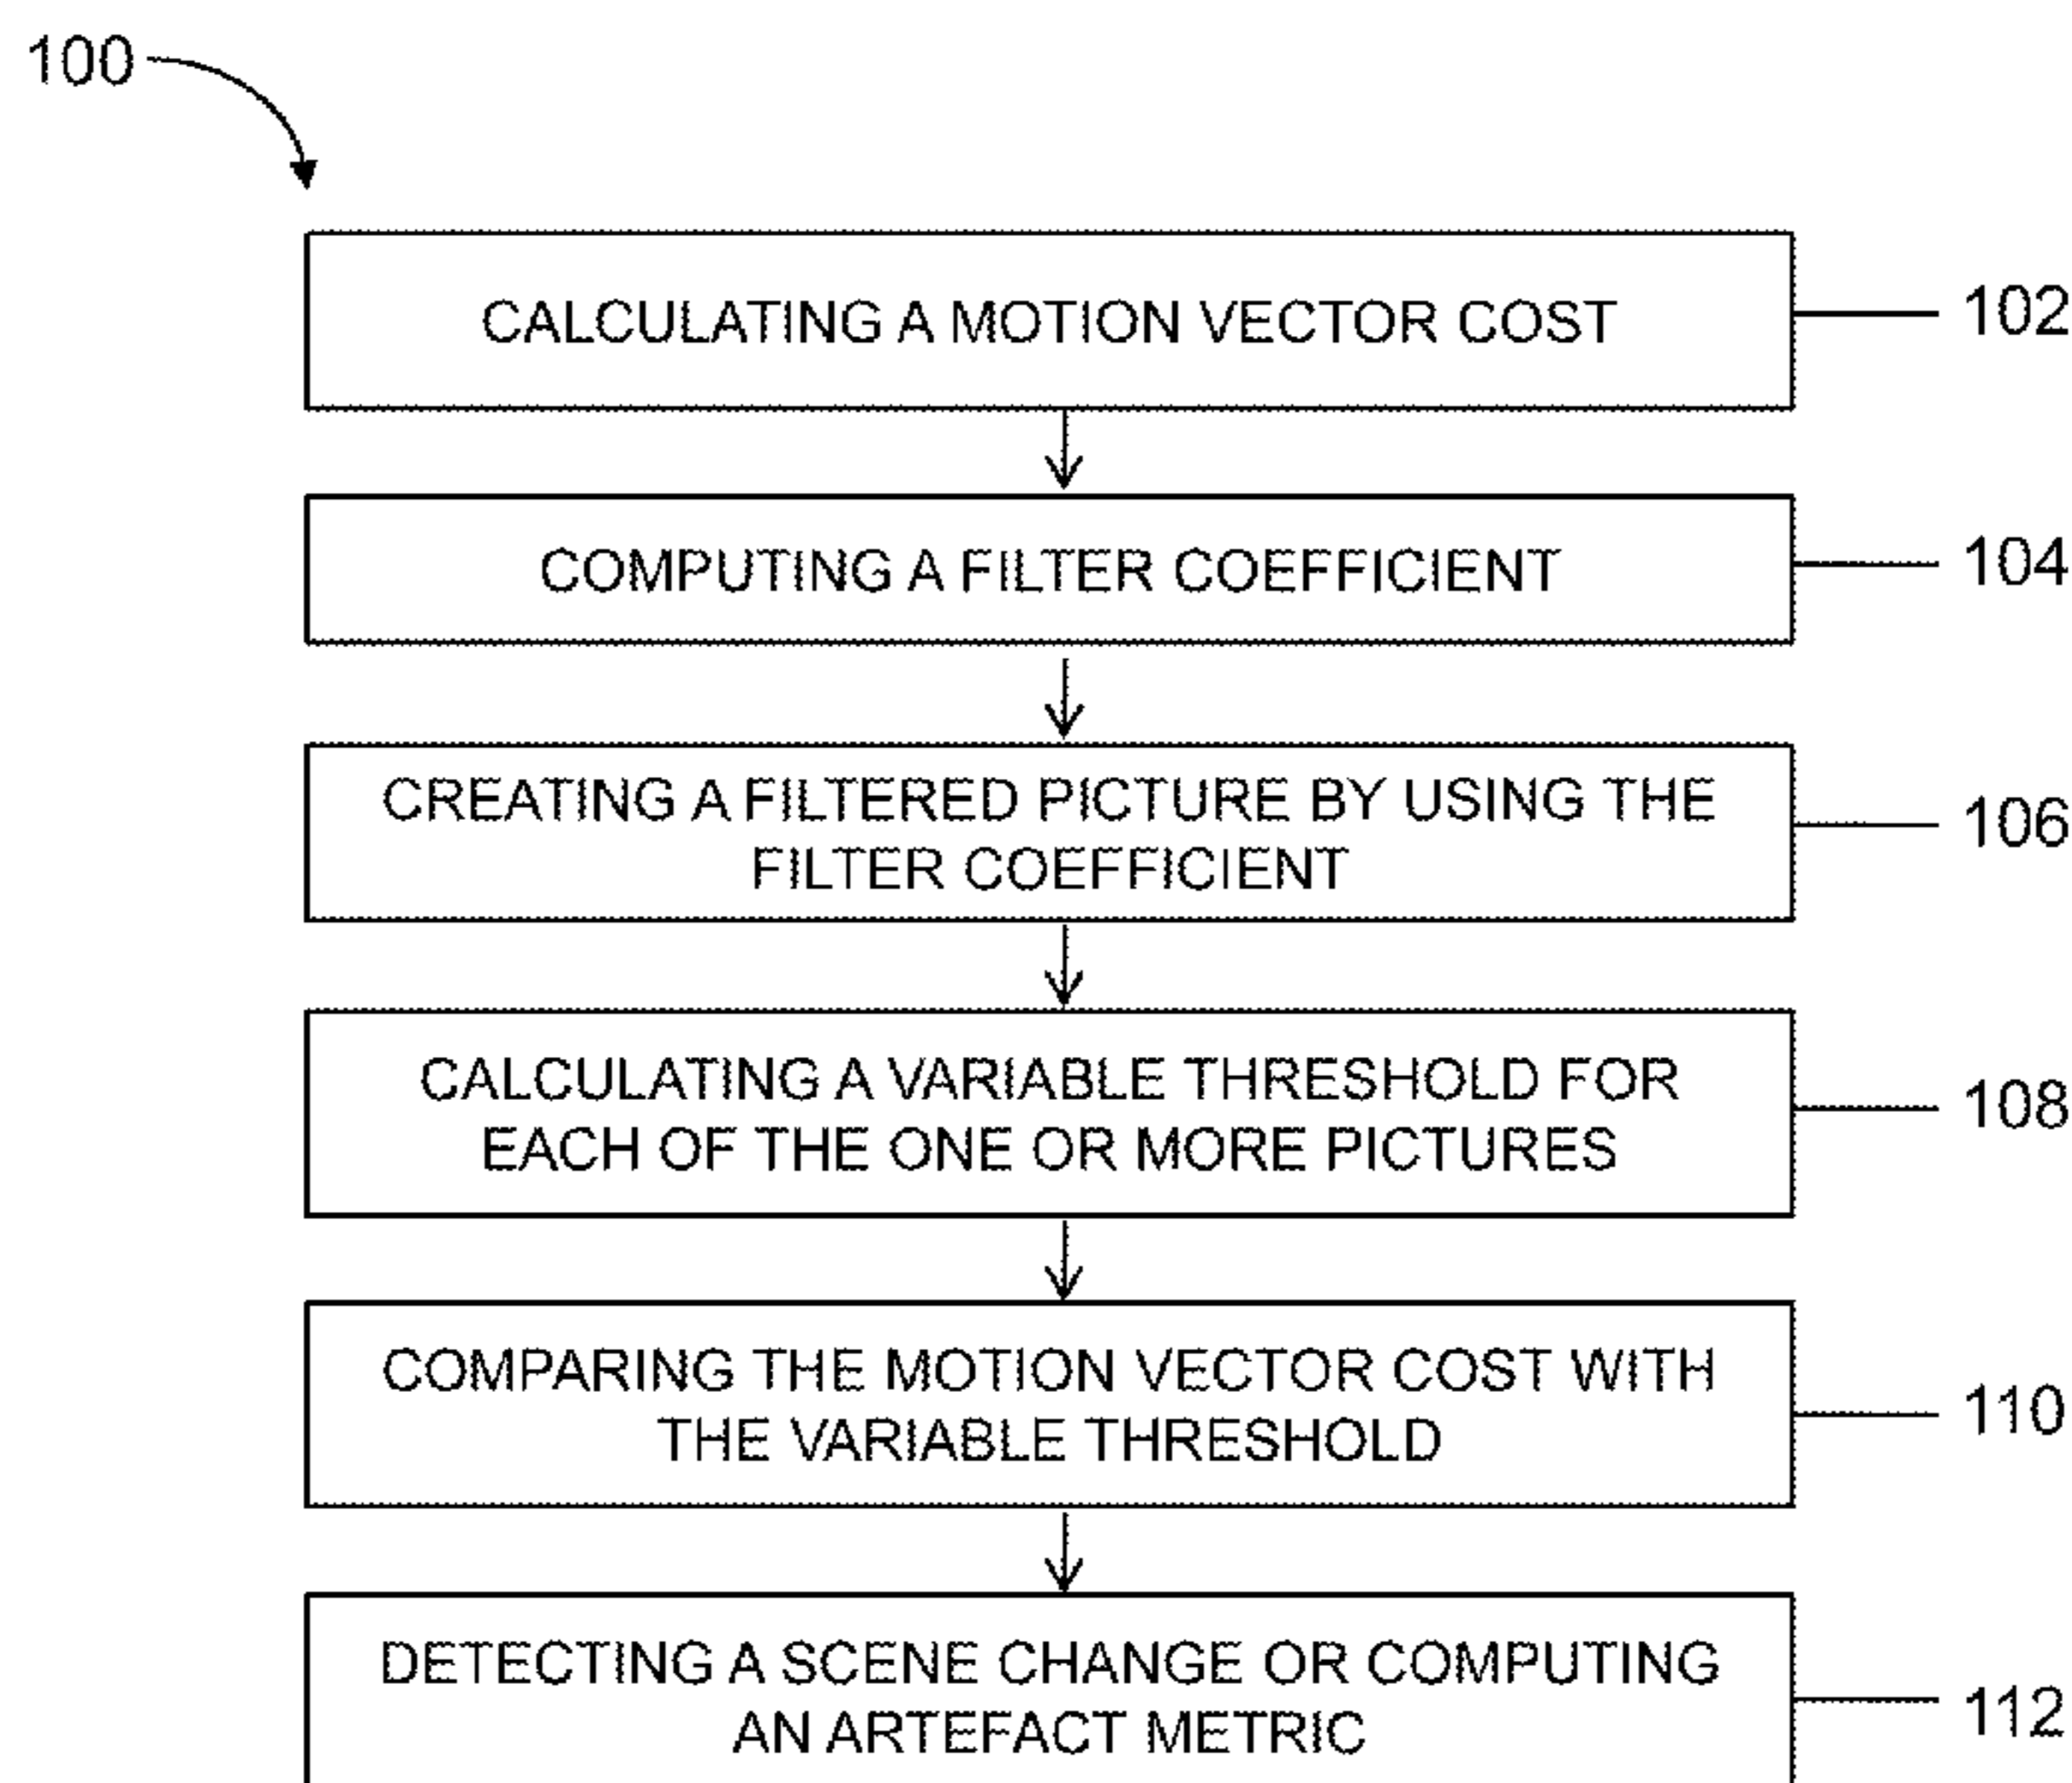 100
CALCULATING A MOTION VECTOR COST
102
COMPUTING A FILTER COEFFICIENT
104
CREATING A FILTERED PICTURE BY USING THE
FILTER COEFFICIENT
106
CALCULATING A VARIABLE THRESHOLD FOR
EACH OF THE ONE OR MORE PICTURES
108
COMPARING THE MOTION VECTOR COST WITH
THE VARIABLE THRESHOLD
110
DETECTING A SCENE CHANGE OR COMPUTING
AN ARTEFACT METRIC
112